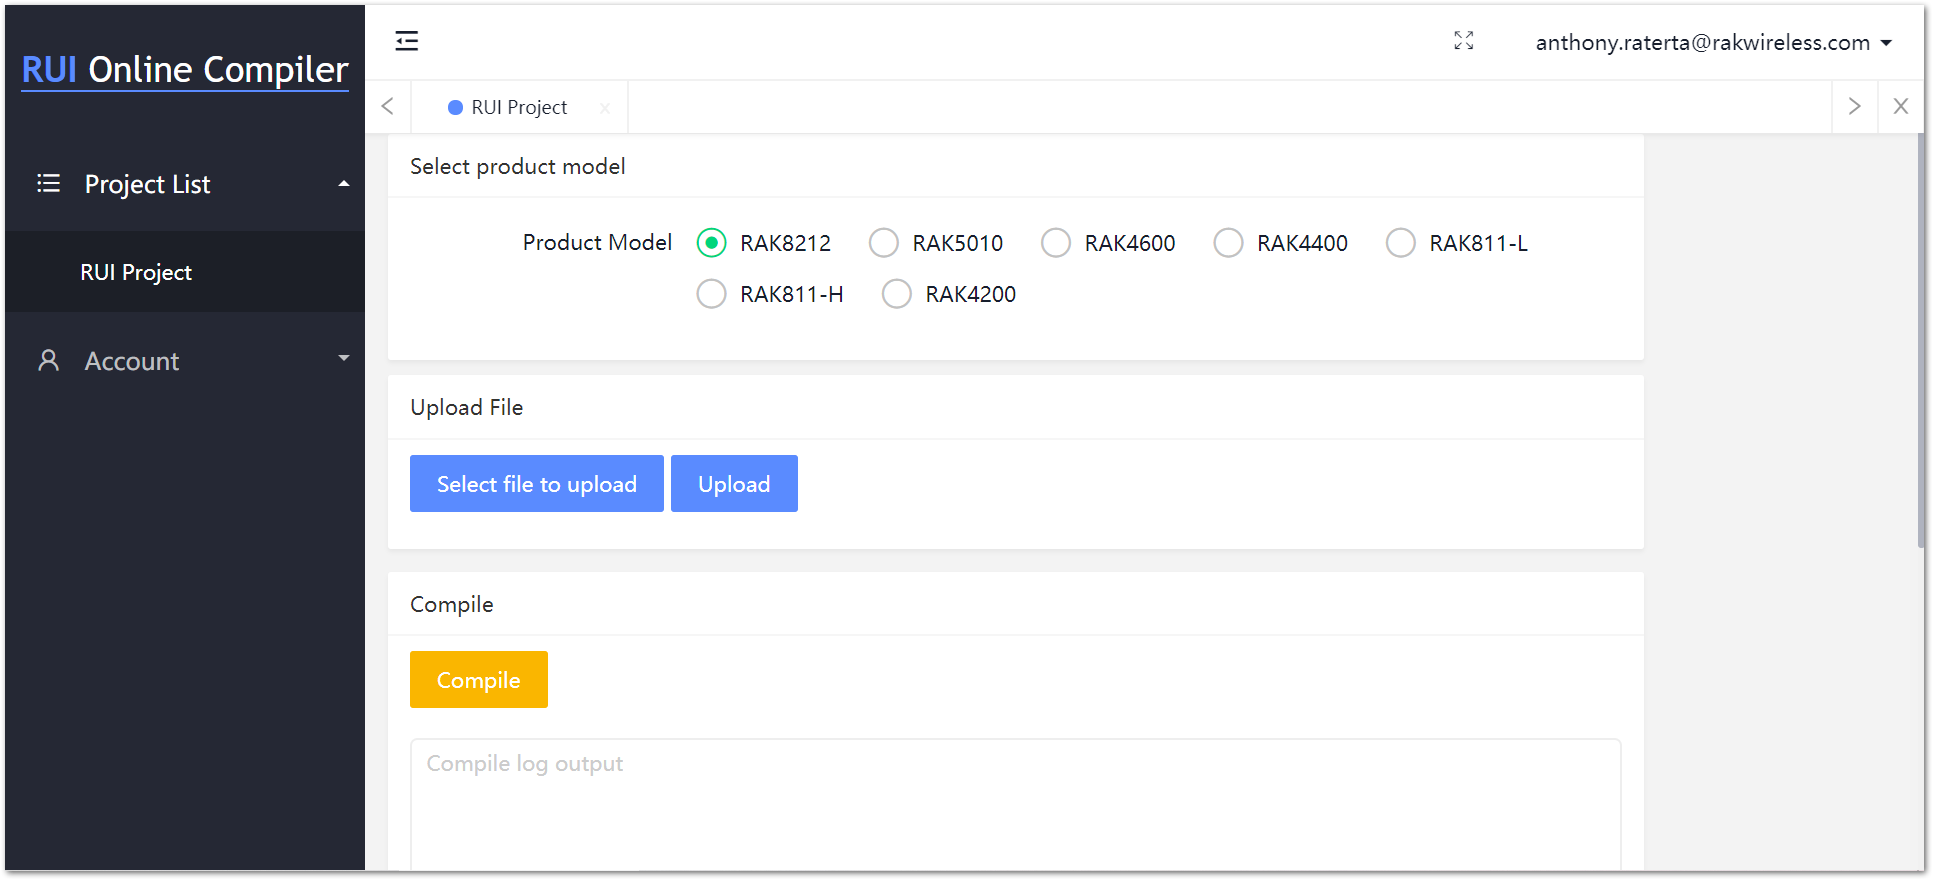 RUI Online Compiler
anthony.raterta@rakwireless.com
RUI Project
Project List
RUI Project
Account
Select product model
Product Model RAK8212 RAK5010 RAK4600 RAK4400 RAK811-L
RAK811-H RAK4200
Upload File
Select file to upload Upload
Compile
Compile
Compile log output